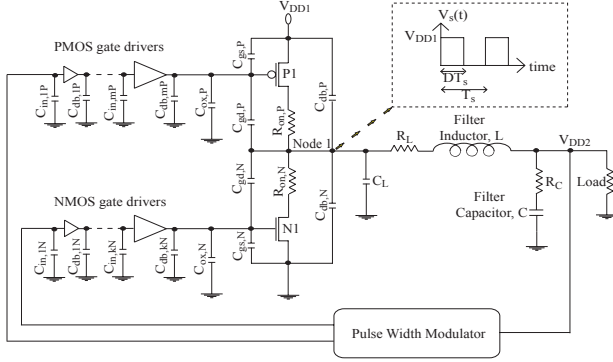 V_DD1
V_s(t)
V_DD1
time
DT_s
T_s
PMOS gate drivers
C_in,1P
C_db,1P
C_in,mP
C_db,mP
C_ox,P
C_gs,P
P1
C_gd,P
R_on,P
C_db,P
Node 1
R_L
Filter
Inductor, L
V_DD2
C_L
R_C
Load
Filter
Capacitor, C
C_gd,N
R_on,N
C_db,N
NMOS gate drivers
N1
C_in,1N
C_db,1N
C_in,kN
C_db,kN
C_ox,N
C_gs,N
Pulse Width Modulator